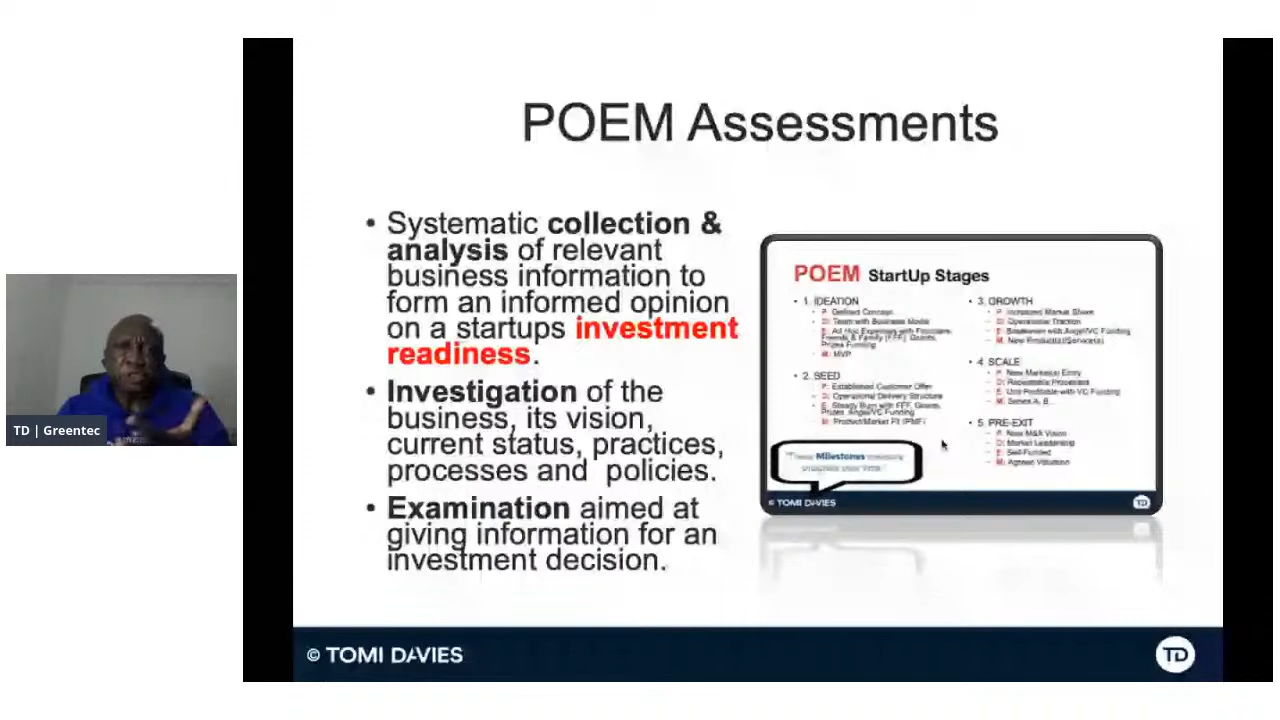 POEM Assessments
• Systematic collection &
analysis of relevant
business information to
form an informed opinion
on a startups investment
readiness.
• Investigation of the
business, its vision,
current status, practices,
processes and policies.
• Examination aimed at
giving information for an
investment decision.
POEM StartUp Stages
• 1. IDEATION
P: Defined Concept
O: Team with Business Model
E: Ad Hoc Expenses with Founders,
Friends & Family (FFF), Grants,
Prizes Funding
M: MVP
• 2. SEED
P: Established Customer Offer
O: Operational Delivery Structure
E: Steady Burn with FFF, Grants,
Prizes, Angel/VC Funding
M: Product/Market Fit (PMF)
• 3. GROWTH
P: Increased Market Share
O: Operational Traction
E: Breakeven with Angel/VC Funding
M: New Product(s)/Service(s)
• 4. SCALE
P: New Market(s) Entry
O: Repeatable Processes
E: Unit Profitable with VC Funding
M: Series A, B..
• 5. PRE-EXIT
P: New M&A Vision
O: Market Leadership
E: Self-Funded
M: Agreed Valuation
Milestones
© TOMI DAVIES
TD
TD | Greentec
© TOMI DAVIES
TD